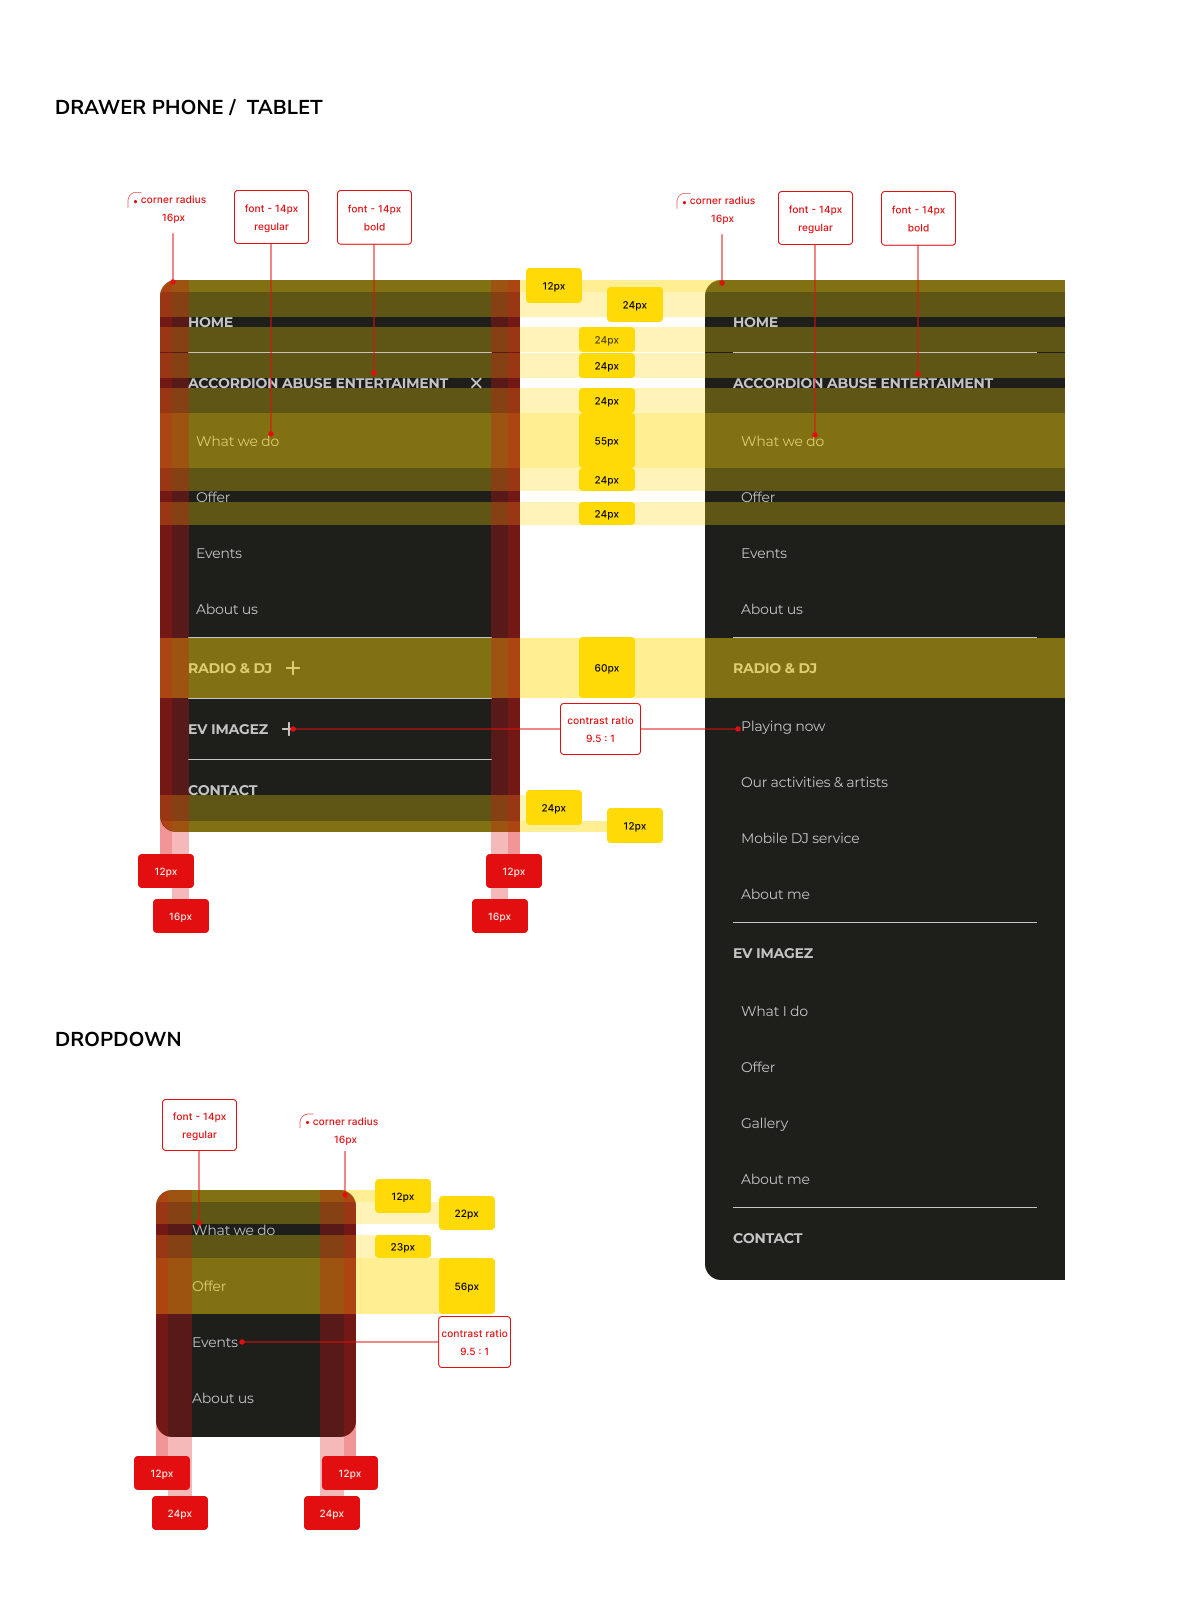 DRAWER PHONE / TABLET
corner radius
16px
font - 14px
regular
font - 14px
bold
corner radius
16px
font - 14px
regular
font - 14px
bold
HOME
ACCORDION ABUSE ENTERTAIMENT
What we do
Offer
Events
About us
RADIO & DJ
EV IMAGEZ
CONTACT
12px
24px
24px
24px
24px
55px
24px
24px
60px
contrast ratio
9.5 : 1
24px
12px
12px
12px
16px
16px
HOME
ACCORDION ABUSE ENTERTAIMENT
What we do
Offer
Events
About us
RADIO & DJ
Playing now
Our activities & artists
Mobile DJ service
About me
EV IMAGEZ
What I do
Offer
Gallery
About me
CONTACT
DROPDOWN
font - 14px
regular
corner radius
16px
What we do
Offer
Events
About us
12px
22px
23px
56px
contrast ratio
9.5 : 1
12px
12px
24px
24px